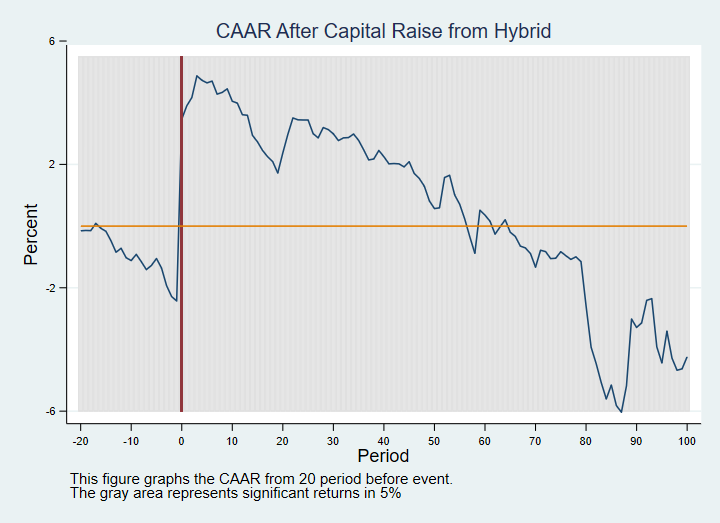 CAAR After Capital Raise from Hybrid
6
2
-2
-6
Percent
-20 -10 0 10 20 30 40 50 60 70 80 90 100
Period
This figure graphs the CAAR from 20 period before event.
The gray area represents significant returns in 5%